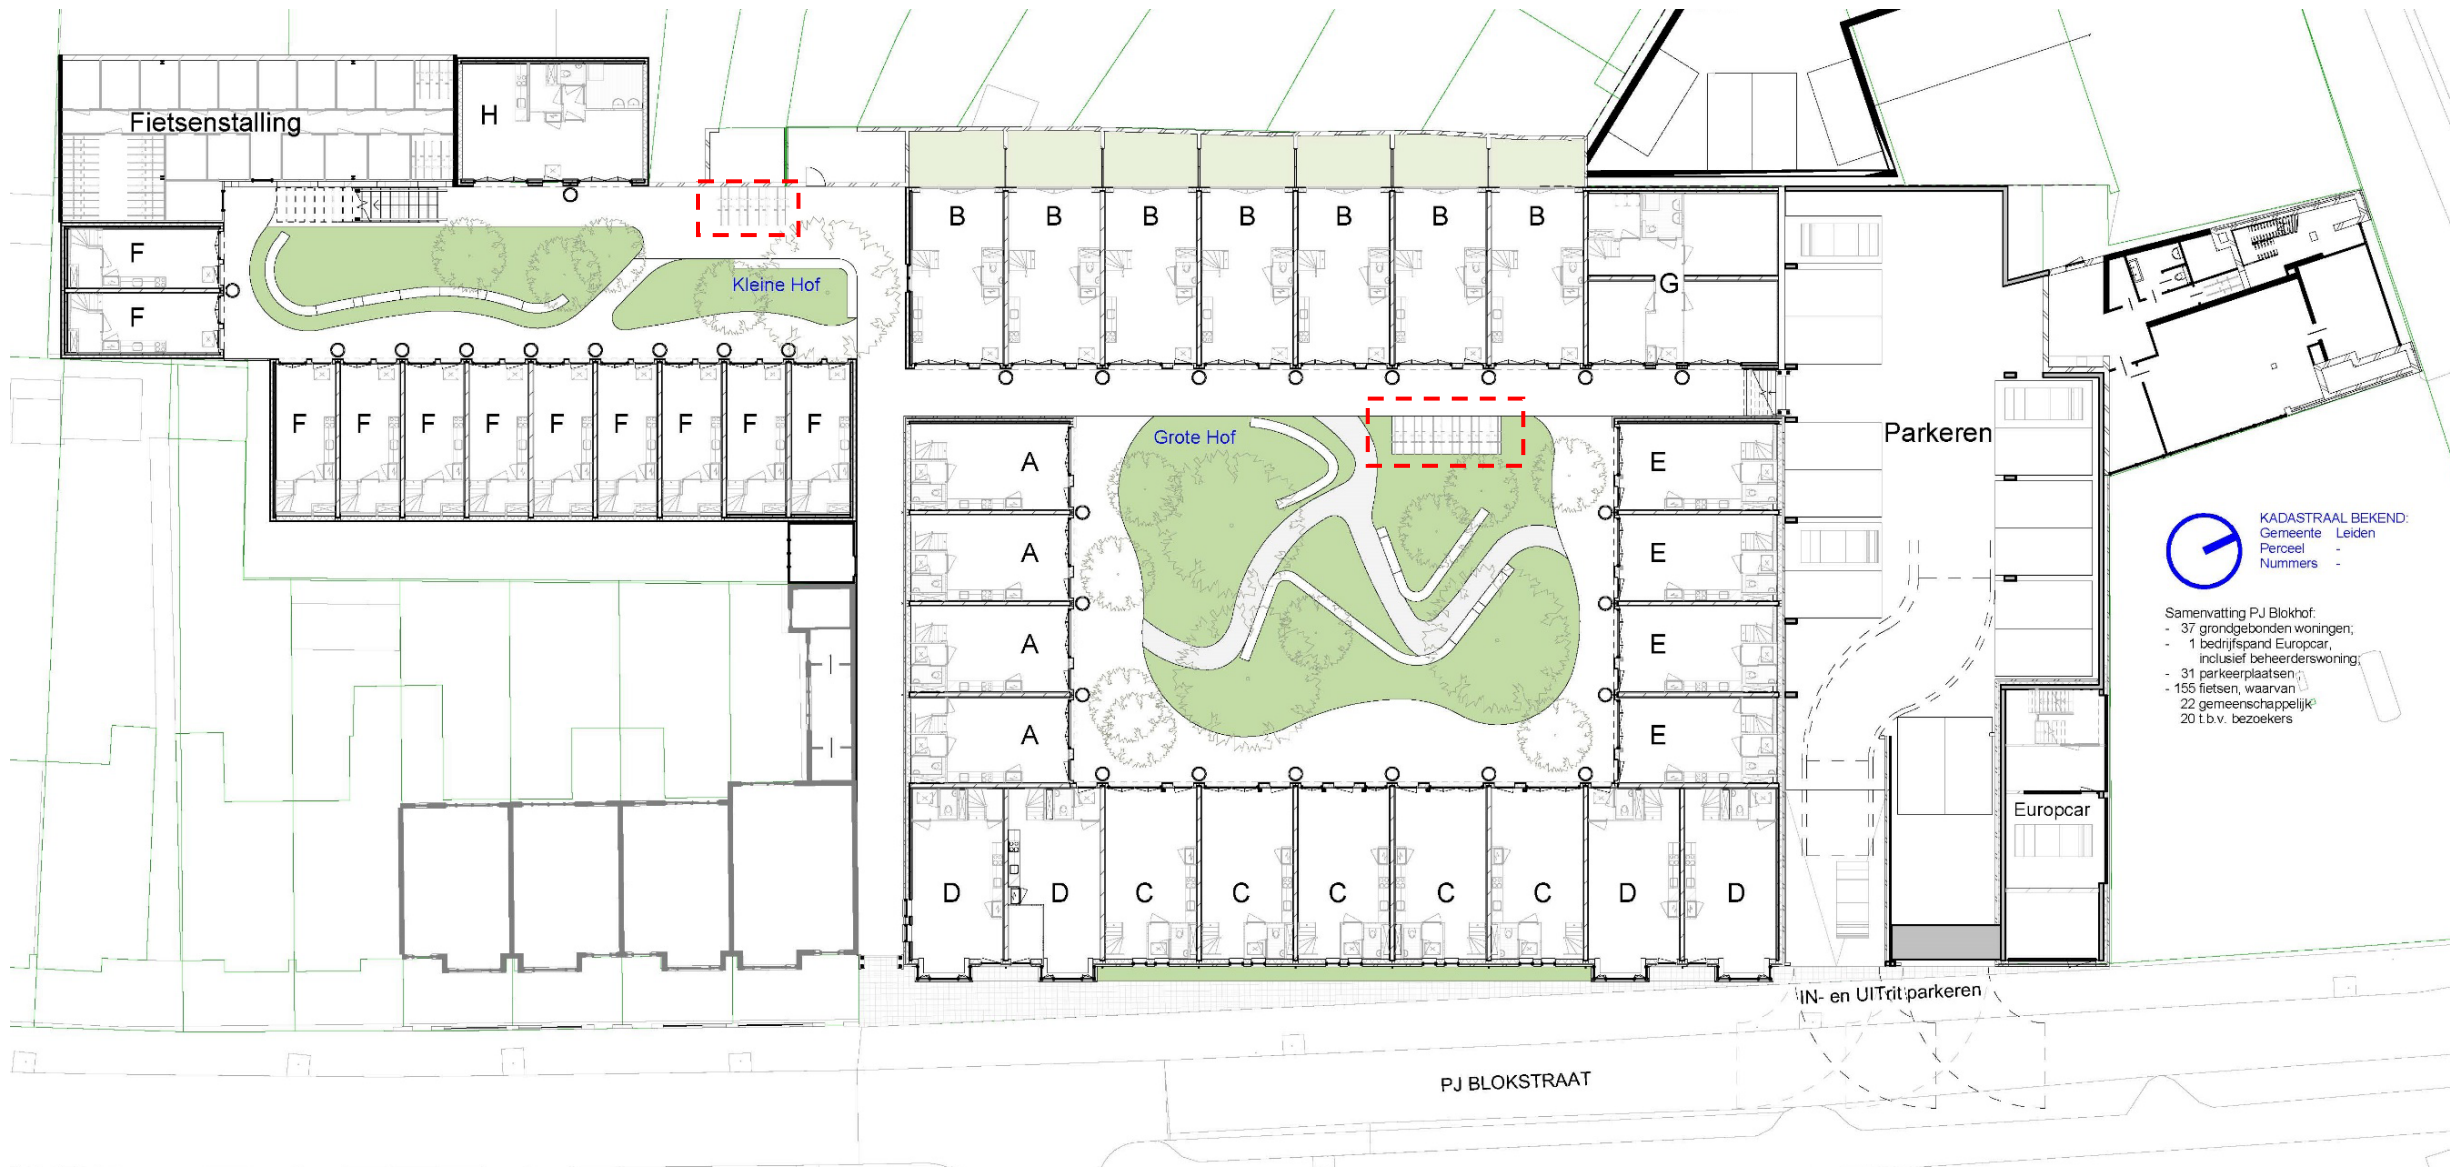 Fietsenstalling
H
B B B B B B B
F
F
Kleine Hof
G
F F F F F F F F F
Grote Hof
Parkeren
A
A
A
A
E
E
E
E
KADASTRAAL BEKEND:
Gemeente Leiden
Perceel -
Nummers -
Samenvatting PJ Blokhof:
- 37 grondgebonden woningen;
- 1 bedrijfspand Europcar,
inclusief beheerderswoning;
- 31 parkeerplaatsen;
- 155 fietsen, waarvan
22 gemeenschappelijk
20 t.b.v. bezoekers
Europcar
D D C C C C C D D
IN- en UITrit parkeren
PJ BLOKSTRAAT